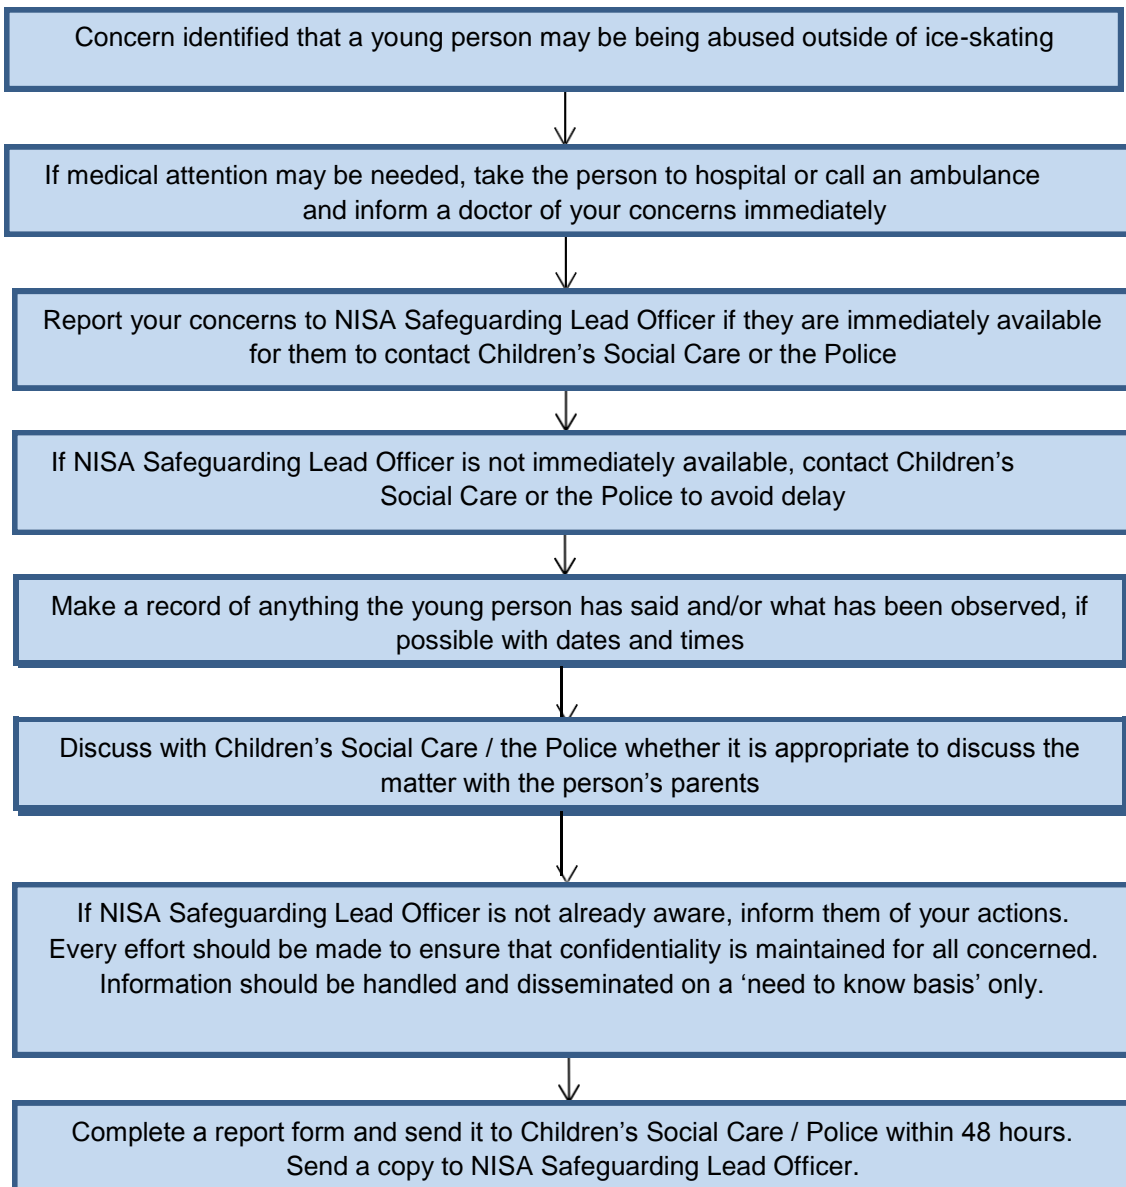 Concern identified that a young person may be being abused outside of ice-skating
If medical attention may be needed, take the person to hospital or call an ambulance
and inform a doctor of your concerns immediately
Report your concerns to NISA Safeguarding Lead Officer if they are immediately available
for them to contact Children’s Social Care or the Police
If NISA Safeguarding Lead Officer is not immediately available, contact Children’s
Social Care or the Police to avoid delay
Make a record of anything the young person has said and/or what has been observed, if
possible with dates and times
Discuss with Children’s Social Care / the Police whether it is appropriate to discuss the
matter with the person’s parents
If NISA Safeguarding Lead Officer is not already aware, inform them of your actions.
Every effort should be made to ensure that confidentiality is maintained for all concerned.
Information should be handled and disseminated on a ‘need to know basis’ only.
Complete a report form and send it to Children’s Social Care / Police within 48 hours.
Send a copy to NISA Safeguarding Lead Officer.